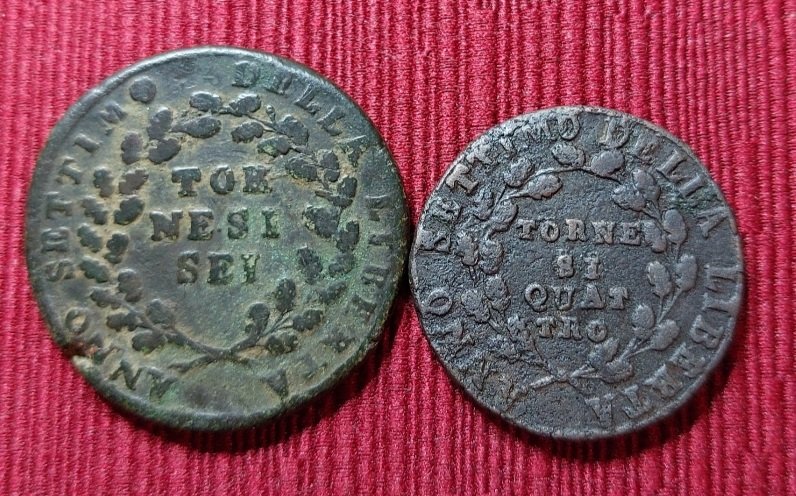 ANNO SETTIMO DELLA LIBERTA
TOR
NESI
SEI
ANNO SETTIMO DELLA LIBERTA
TORNE
SI
QUAT
TRO